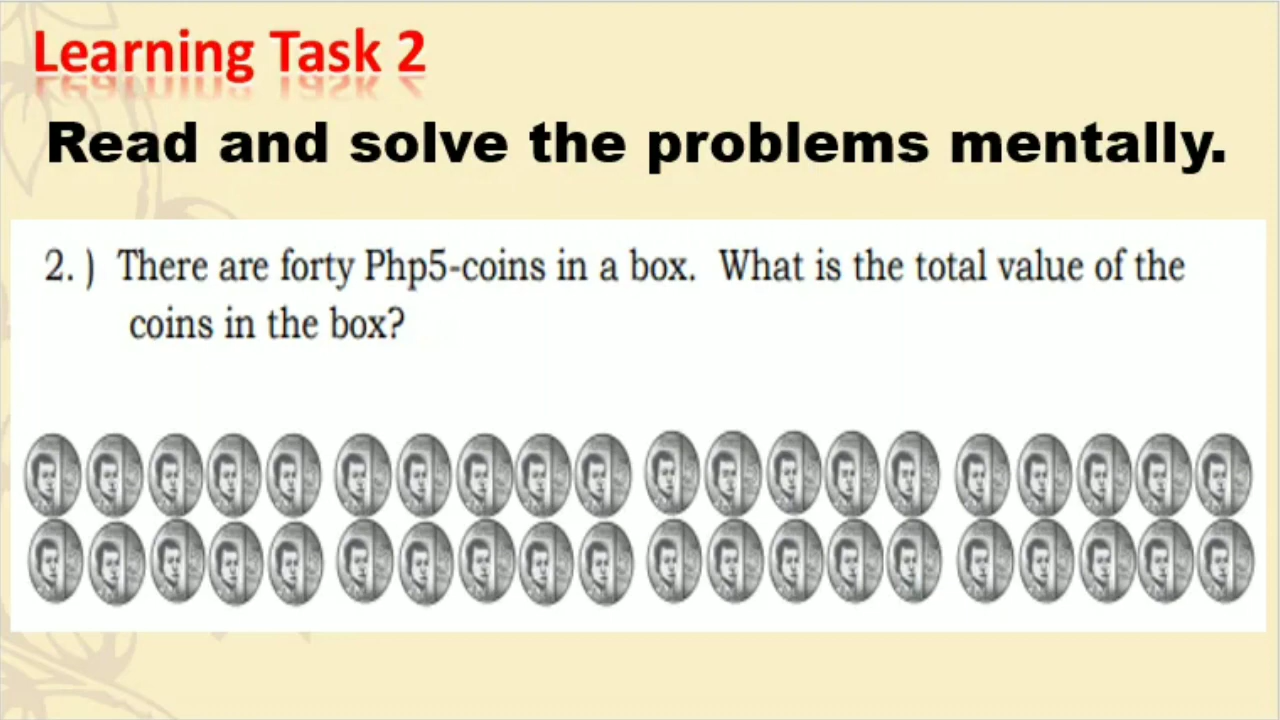 Learning Task 2
Read and solve the problems mentally.
2. ) There are forty Php5-coins in a box. What is the total value of the
coins in the box?